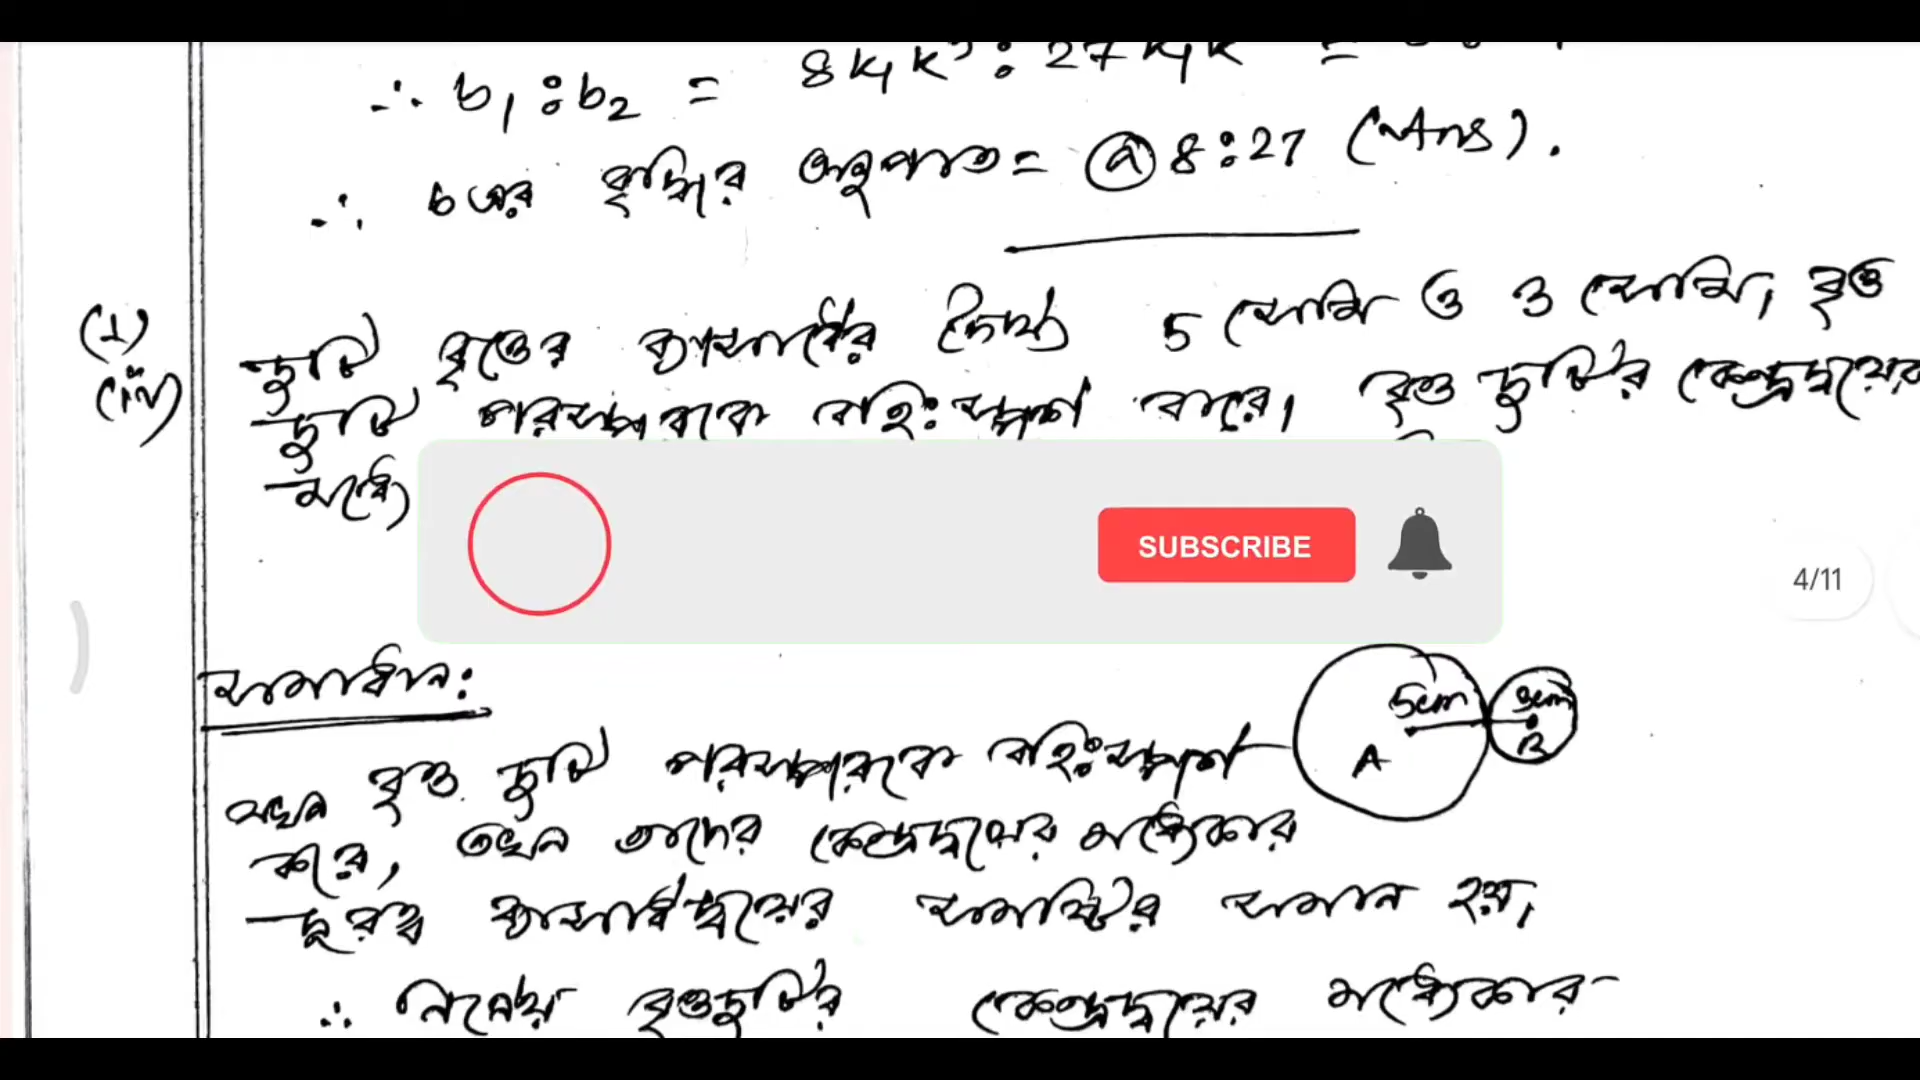 ∴ b₁ : b₂ = 8k₁k³ : 27k₁k
∴ b এর বৃদ্ধির অনুপাত = ⓐ 8:27 (Ans).
(1)
(iv)
দুটি বৃত্তের ব্যাসার্ধের দৈর্ঘ্য 5 সেমি ও 3 সেমি। বৃত্ত
দুটি পরস্পরকে বহিঃস্পর্শ করে। বৃত্ত দুটির কেন্দ্রদ্বয়ের
মধ্যে
SUBSCRIBE
4/11
সমাধান:
5cm 3cm
A B
যখন বৃত্ত দুটি পরস্পরকে বহিঃস্পর্শ
করে, তখন তাদের কেন্দ্রদ্বয়ের মধ্যেকার
দূরত্ব ব্যাসার্ধদ্বয়ের সমষ্টির সমান হয়।
∴ নির্ণেয় বৃত্তদুটির কেন্দ্রদ্বয়ের মধ্যেকার